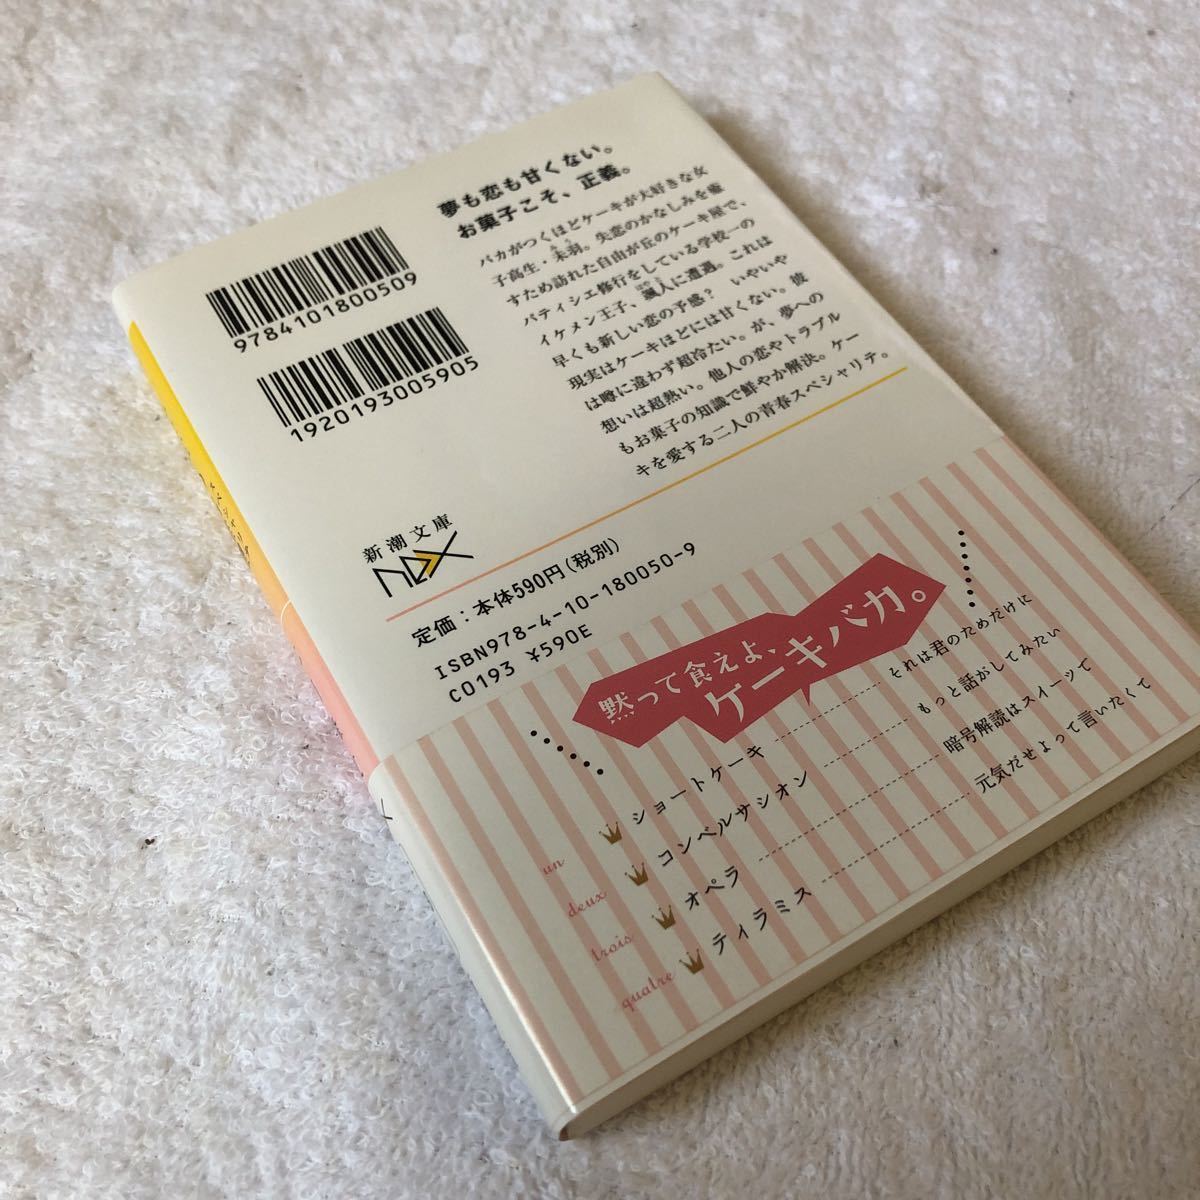 9784101800509
1920193005905
夢も恋も甘くない。
お菓子こそ、正義。
バカがつくほどケーキが大好きな女
子高生・未羽。失恋のかなしみを癒
すため訪れた自由が丘のケーキ屋で、
パティシエ修行をしている学校一の
イケメン王子、颯人に遭遇。これは
早くも新しい恋の予感? いやいや
現実はケーキほどには甘くない。彼
は噂に違わず超冷たい。が、夢への
想いは超熱い。他人の恋やトラブル
もお菓子の知識で鮮やか解決。ケー
キを愛する二人の青春スペシャリテ。
新潮文庫
nex
定価:本体590円(税別)
ISBN978-4-10-180050-9
C0193 ¥590E
黙って食えよ、
ケーキバカ。
un ショートケーキ それは君のためだけに
deux コンベルサシオン もっと話がしてみたい
trois オペラ 暗号解読はスイーツで
quatre ティラミス 元気だせよって言いたくて